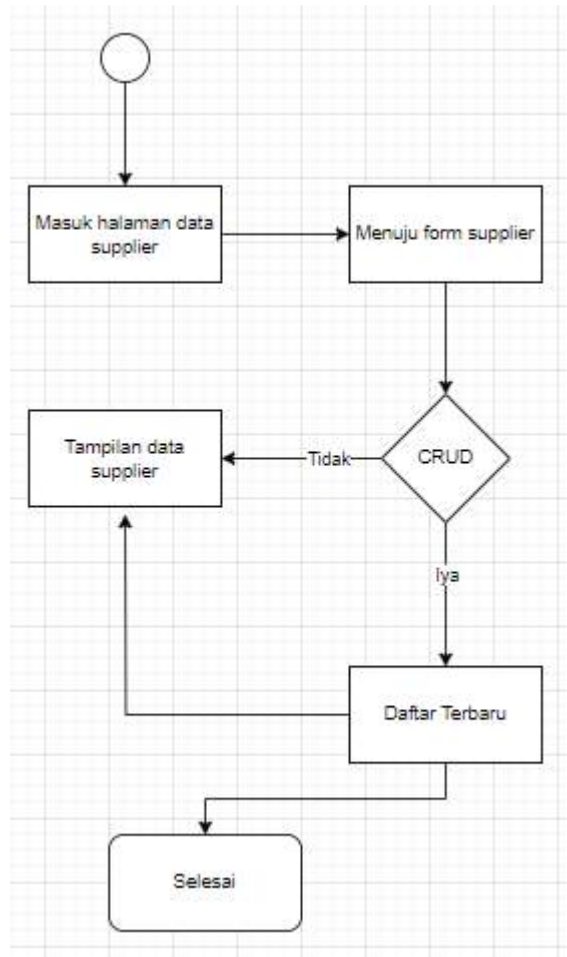 Masuk halaman data
supplier
Menuju form supplier
Tampilan data
supplier
Tidak
CRUD
Iya
Daftar Terbaru
Selesai